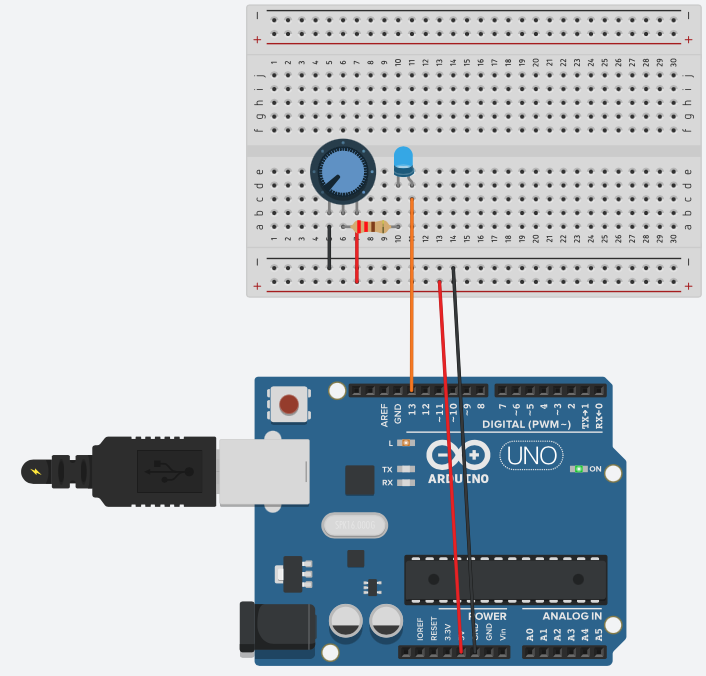 - -
+ +
1 2 3 4 5 6 7 8 9 10 11 12 13 14 15 16 17 18 19 20 21 22 23 24 25 26 27 28 29 30
j j
i i
h h
g g
f f
e e
d d
c c
b b
a a
1 2 3 4 5 6 7 8 9 10 11 12 13 14 15 16 17 18 19 20 21 22 23 24 25 26 27 28 29 30
- -
+ +
AREF GND 13 12 ~11 ~10 ~9 8 7 ~6 ~5 4 ~3 2 TX→1 RX←0
DIGITAL (PWM~)
L
TX
RX
ARDUINO
UNO
ON
POWER ANALOG IN
IOREF RESET 3.3V 5V GND GND Vin A0 A1 A2 A3 A4 A5